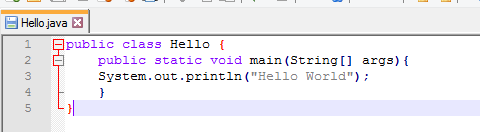 Hello.java
1 public class Hello {
2     public static void main(String[] args){
3     System.out.println("Hello World");
4     }
5 }